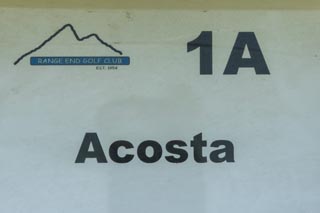 RANGE END GOLF CLUB
1A
Acosta